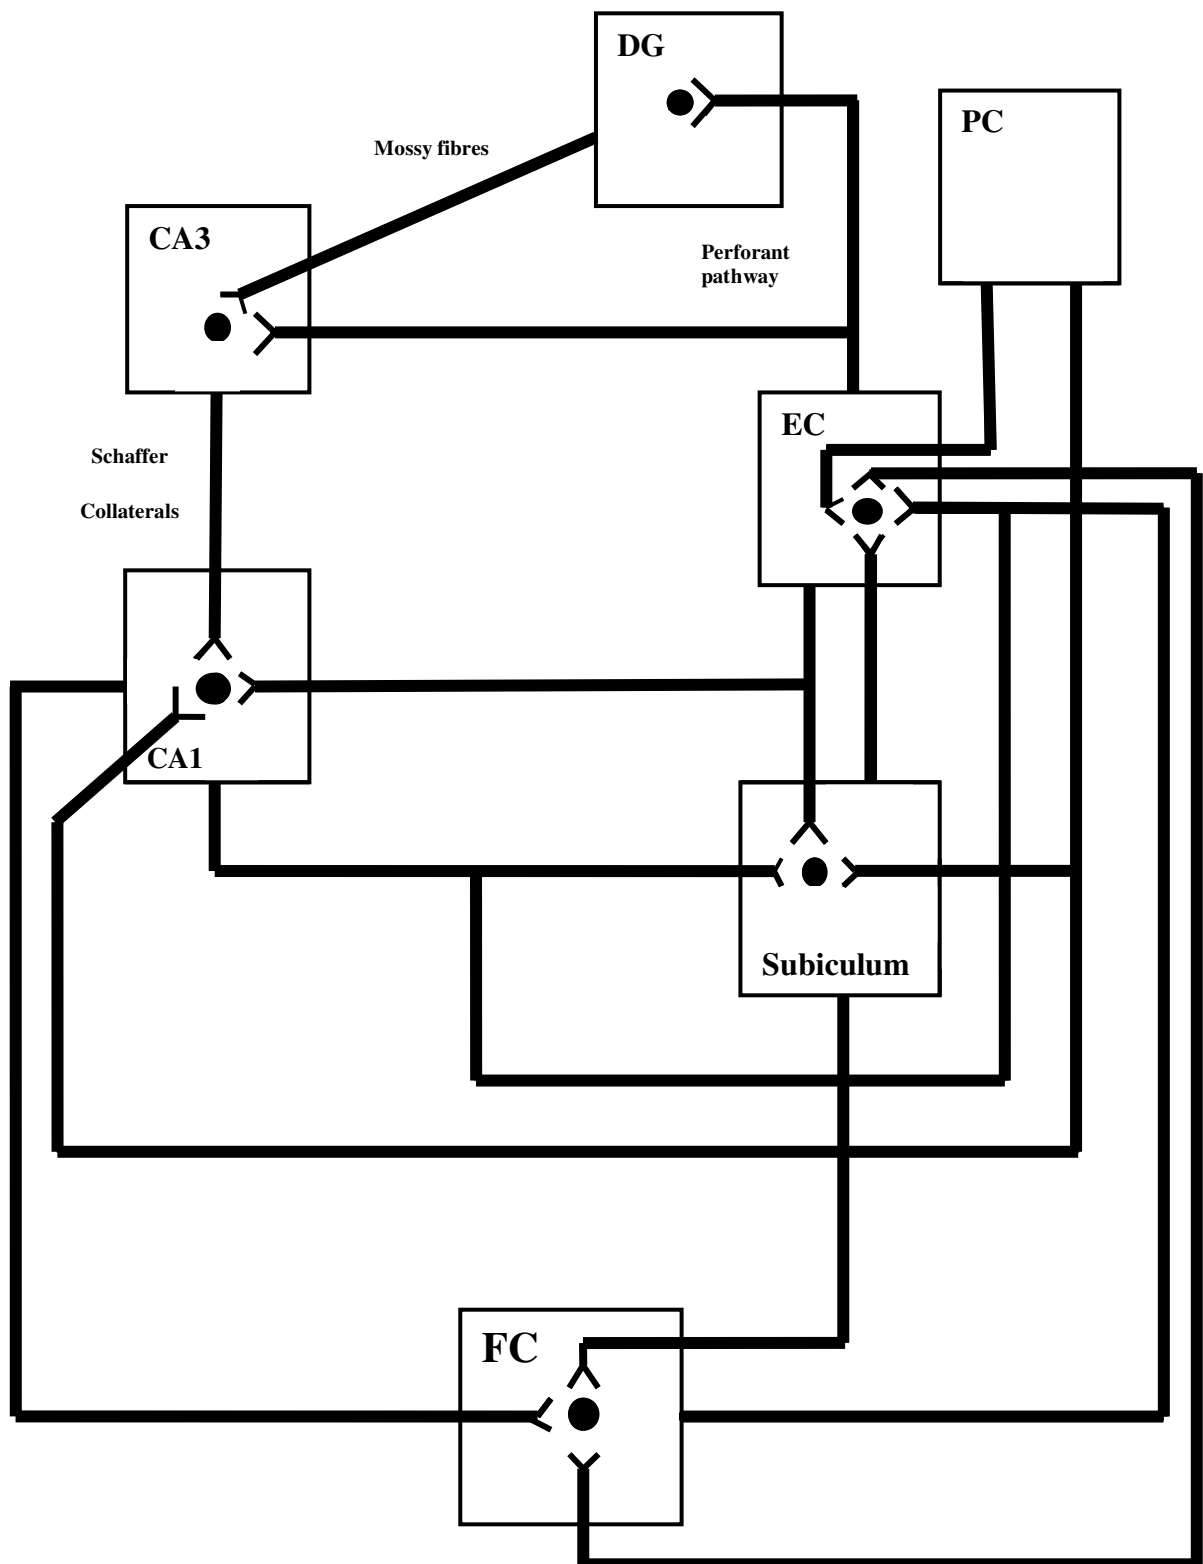 DG
PC
Mossy fibres
CA3
Perforant
pathway
EC
Schaffer
Collaterals
CA1
Subiculum
FC